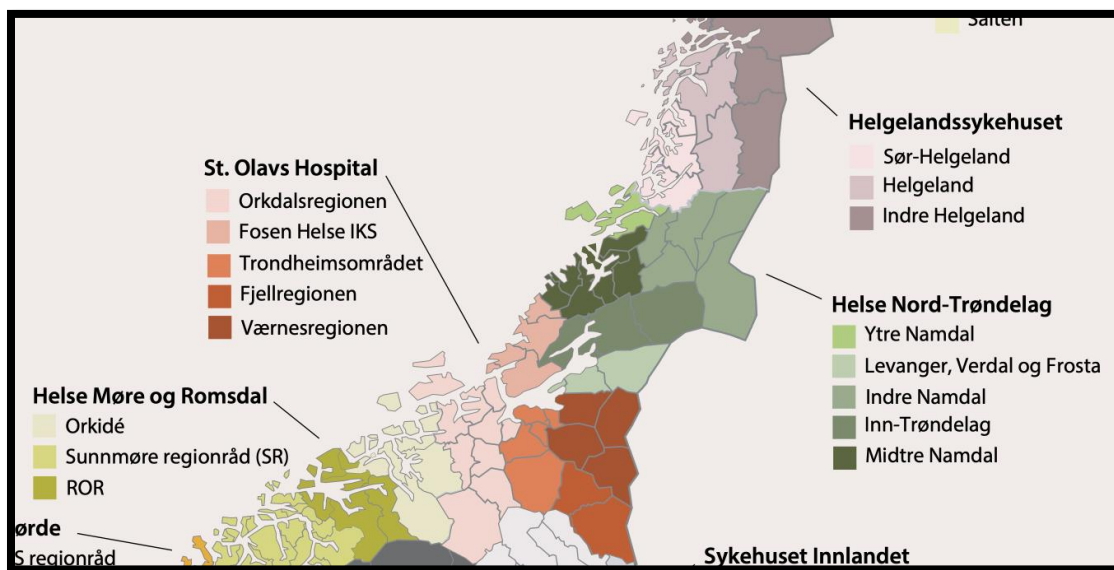 Salten
Helgelandssykehuset
Sør-Helgeland
Helgeland
Indre Helgeland
St. Olavs Hospital
Orkdalsregionen
Fosen Helse IKS
Trondheimsområdet
Fjellregionen
Værnesregionen
Helse Nord-Trøndelag
Ytre Namdal
Levanger, Verdal og Frosta
Indre Namdal
Inn-Trøndelag
Midtre Namdal
Helse Møre og Romsdal
Orkidé
Sunnmøre regionråd (SR)
ROR
ørde
S regionråd
Sykehuset Innlandet